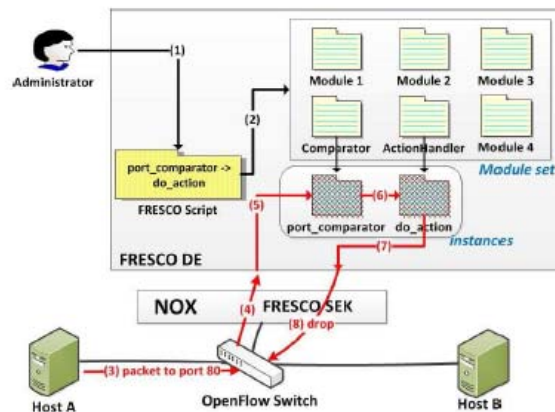 (1)
Administrator
Module 1
Module 2
Module 3
(2)
Comparator
ActionHandler
Module 4
port_comparator ->
do_action
Module set
FRESCO Script
(5)
(6)
port_comparator
do_action
(7)
instances
FRESCO DE
NOX
FRESCO SEK
(4)
(8) drop
(3) packet to port 80
Host A
OpenFlow Switch
Host B